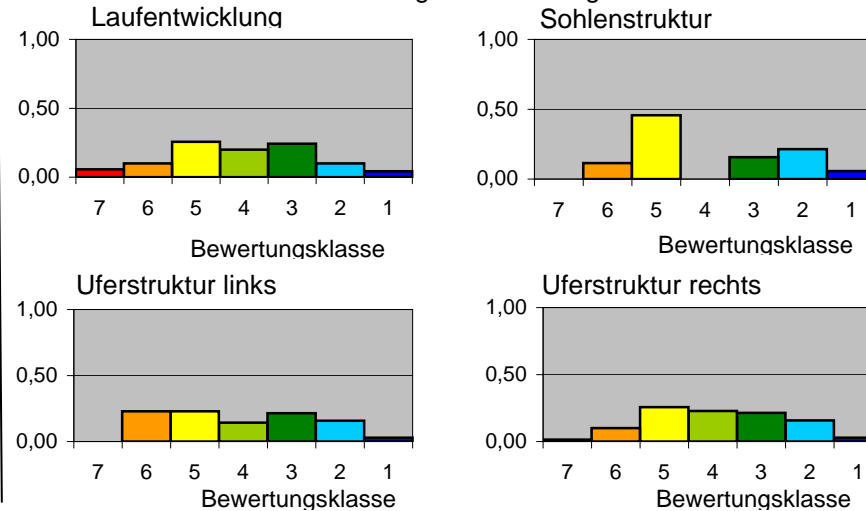 Laufentwicklung
1,00
0,50
0,00
7 6 5 4 3 2 1
Bewertungsklasse
Sohlenstruktur
1,00
0,50
0,00
7 6 5 4 3 2 1
Bewertungsklasse
Uferstruktur links
1,00
0,50
0,00
7 6 5 4 3 2 1
Bewertungsklasse
Uferstruktur rechts
1,00
0,50
0,00
7 6 5 4 3 2 1
Bewertungsklasse